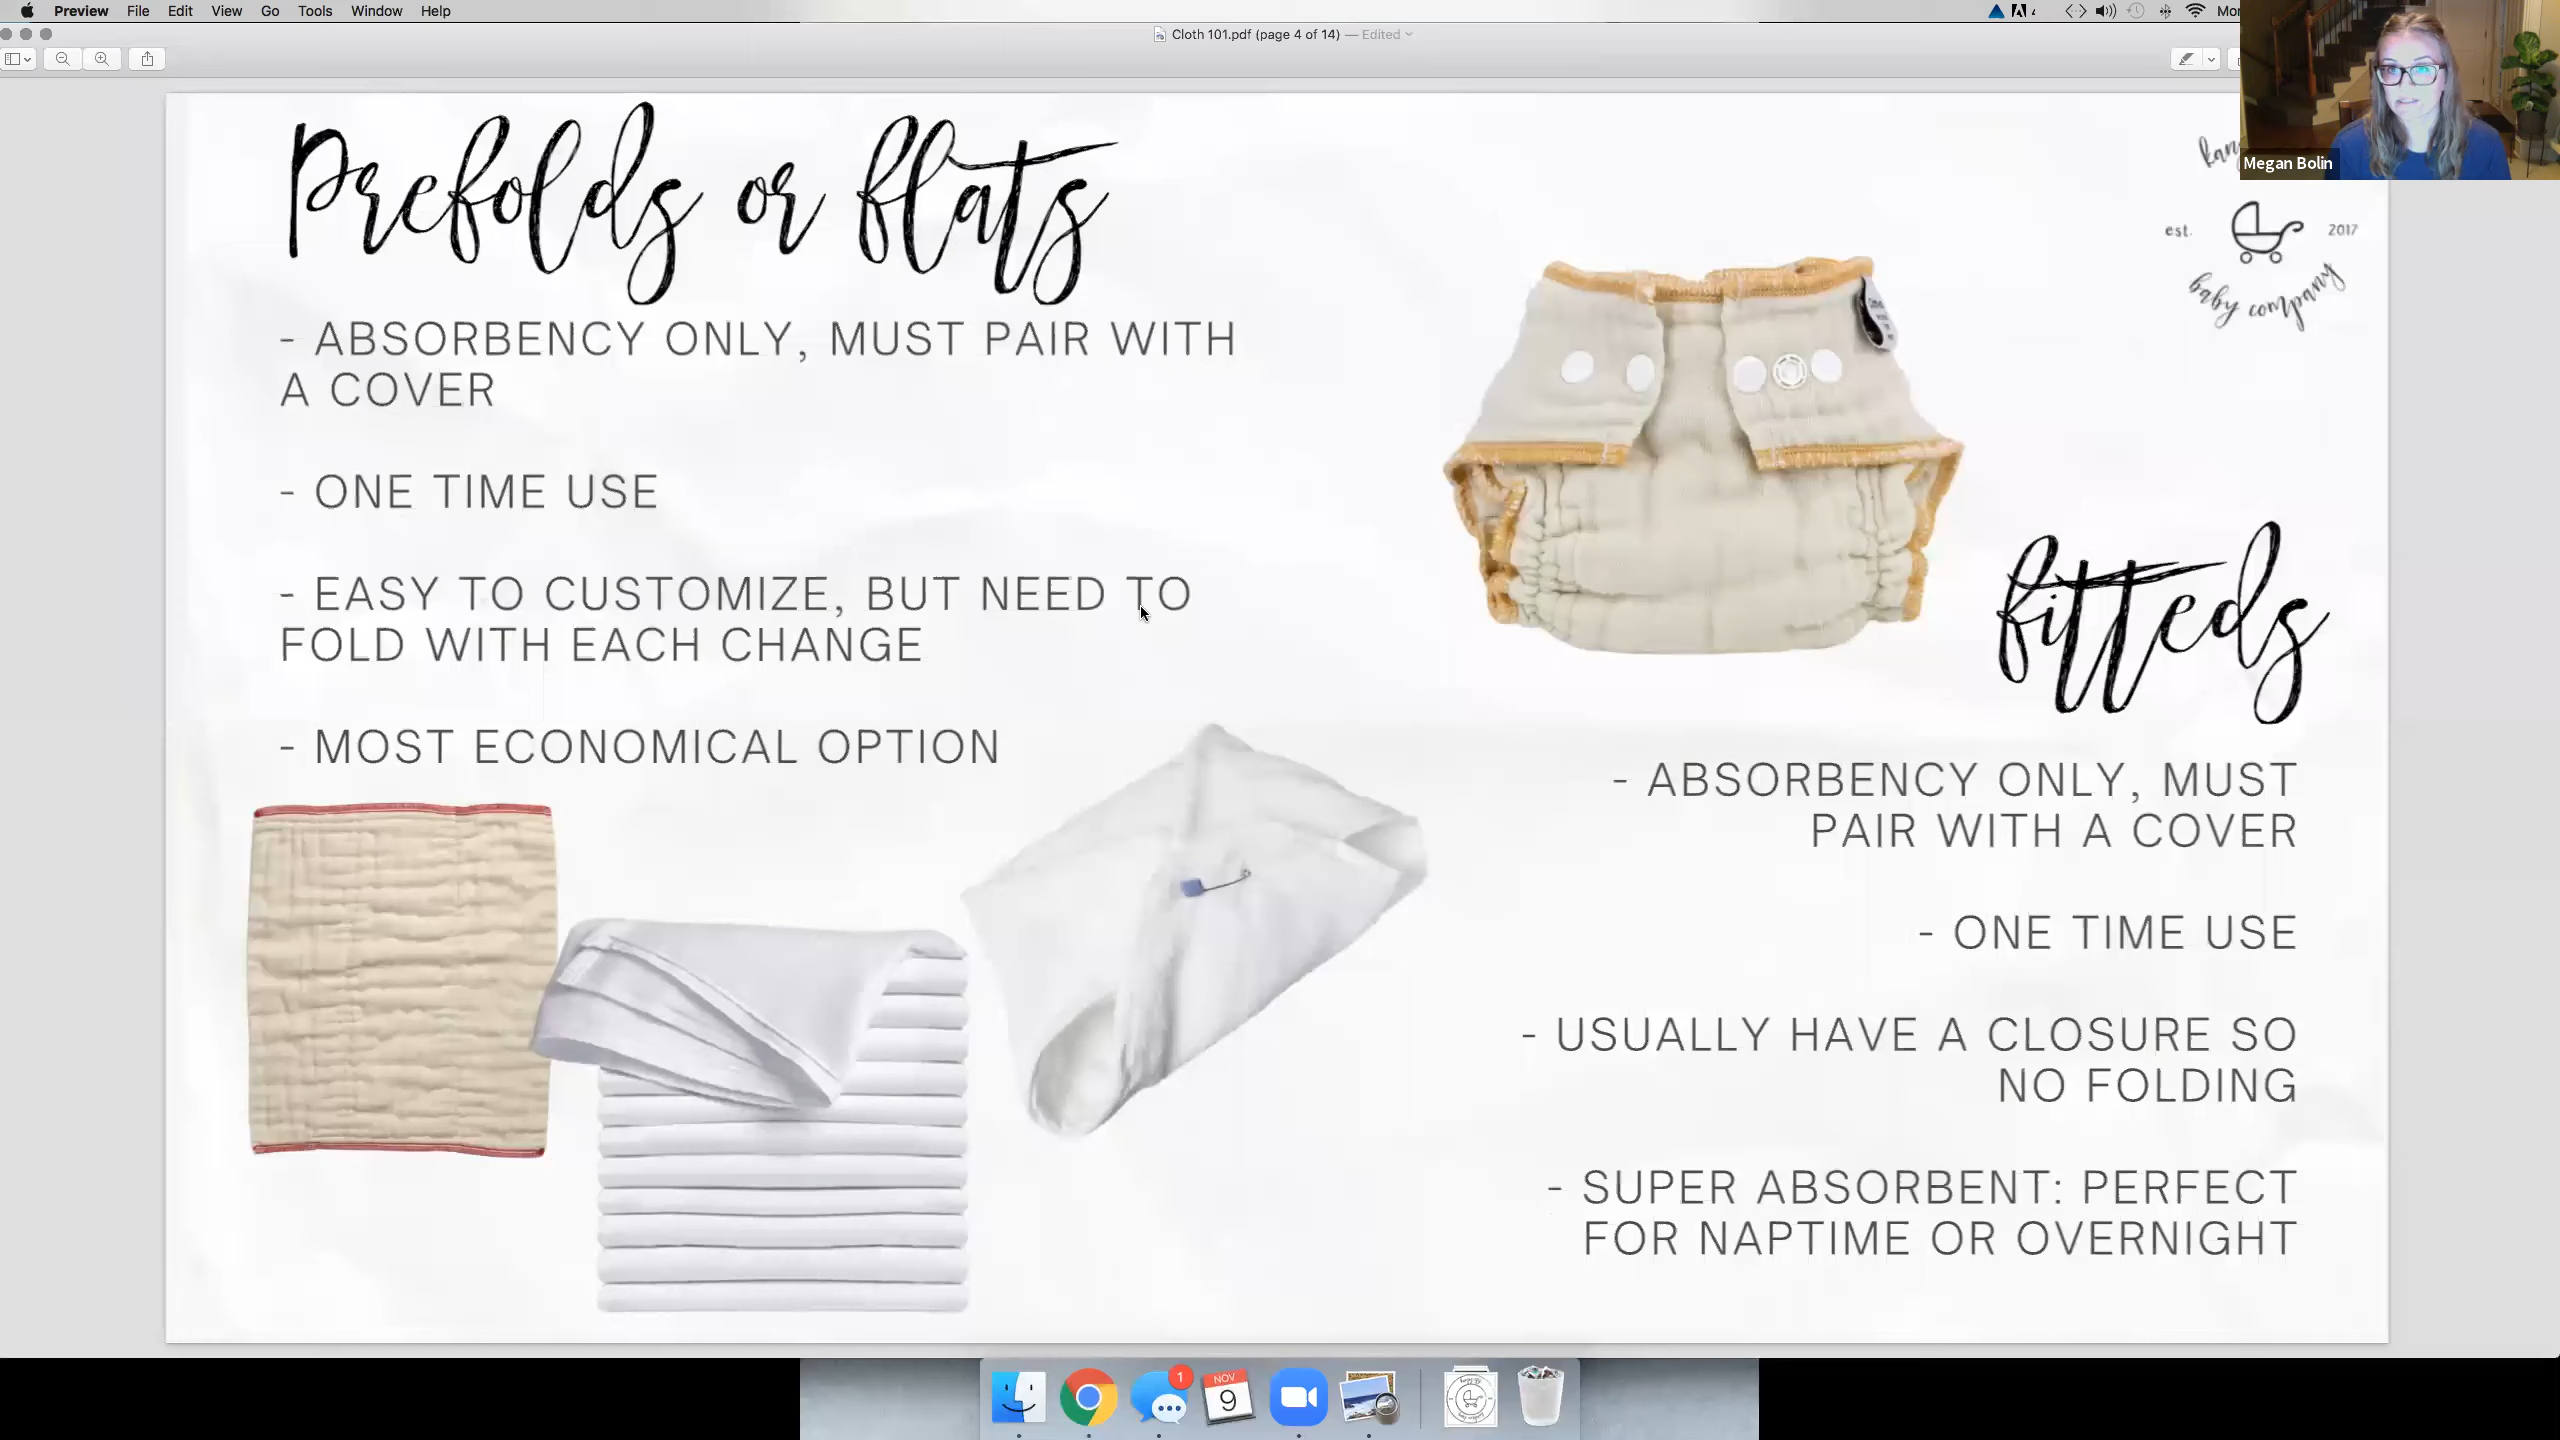 Preview File Edit View Go Tools Window Help
Cloth 101.pdf (page 4 of 14) — Edited
Megan Bolin
Prefolds or flats
- ABSORBENCY ONLY, MUST PAIR WITH
A COVER
- ONE TIME USE
- EASY TO CUSTOMIZE, BUT NEED TO
FOLD WITH EACH CHANGE
- MOST ECONOMICAL OPTION
est. 2017
baby company
fitteds
- ABSORBENCY ONLY, MUST
PAIR WITH A COVER
- ONE TIME USE
- USUALLY HAVE A CLOSURE SO
NO FOLDING
- SUPER ABSORBENT: PERFECT
FOR NAPTIME OR OVERNIGHT
1
NOV
9